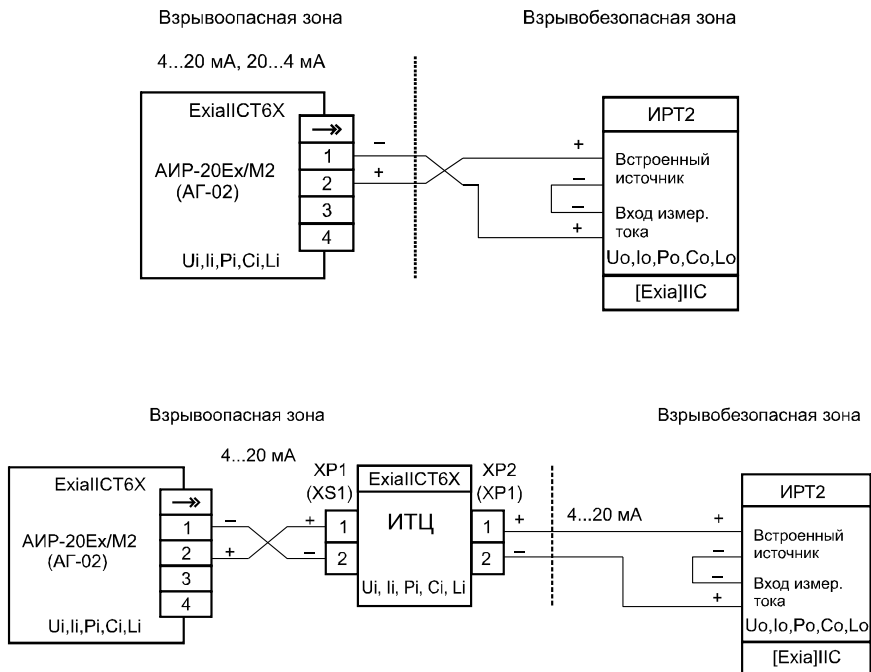 Взрывоопасная зона
Взрывобезопасная зона
4...20 мА, 20...4 мА
ExiaIICT6X
АИР-20Ex/M2
(АГ-02)
1
2
3
4
Ui,Ii,Pi,Ci,Li
–
+
ИРТ2
+
Встроенный
источник
–
–
Вход измер.
тока
+
Uo,Io,Po,Co,Lo
[Exia]IIC
Взрывоопасная зона
Взрывобезопасная зона
4...20 мА
ExiaIICT6X
АИР-20Ex/M2
(АГ-02)
1
2
3
4
Ui,Ii,Pi,Ci,Li
–
+
+
–
XP1
(XS1)
1
2
ExiaIICT6X
ИТЦ
Ui, Ii, Pi, Ci, Li
XP2
(XP1)
1
2
+
–
4...20 мА
ИРТ2
+
Встроенный
источник
–
–
Вход измер.
тока
+
Uo,Io,Po,Co,Lo
[Exia]IIC